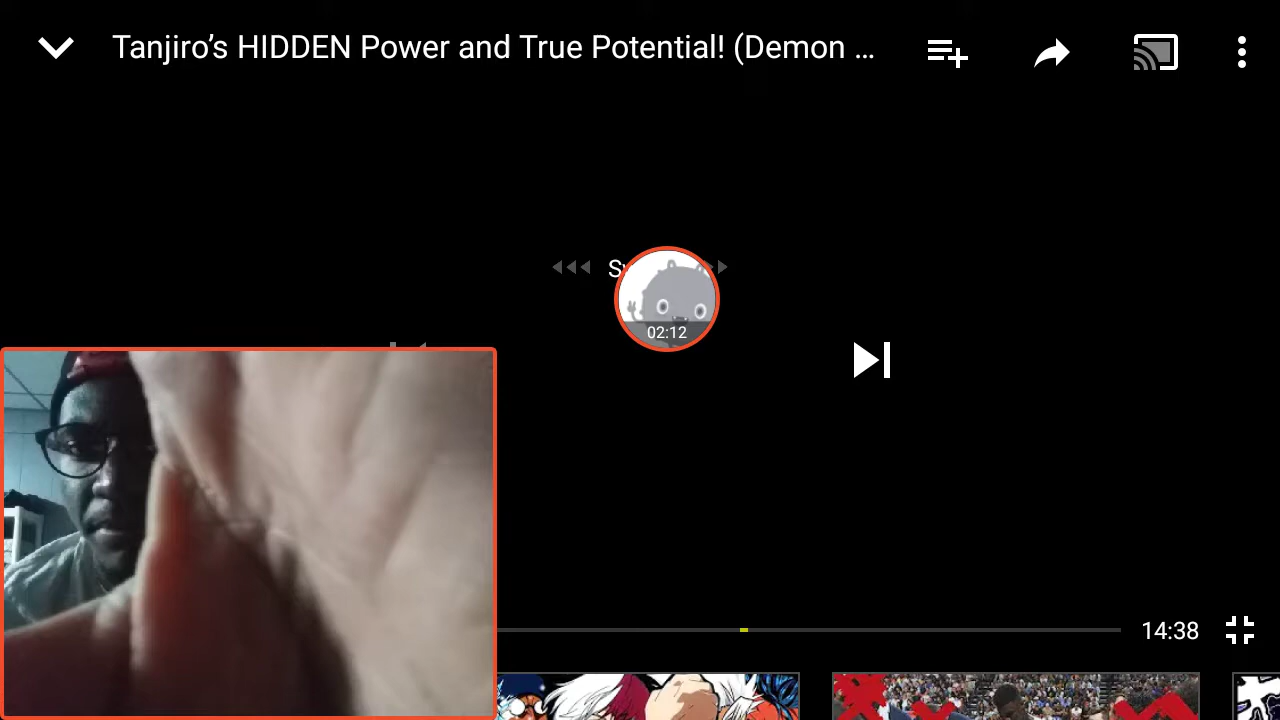 Tanjiro’s HIDDEN Power and True Potential! (Demon ...
02:12
14:38